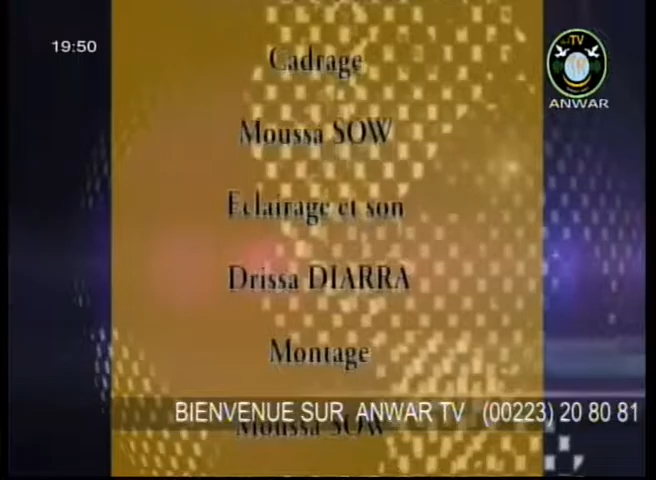 19:50
TV
ANWAR
Cadrage
Moussa SOW
Eclairage et son
Drissa DIARRA
Montage
BIENVENUE SUR ANWAR TV (00223) 20 80 81
Moussa SOW